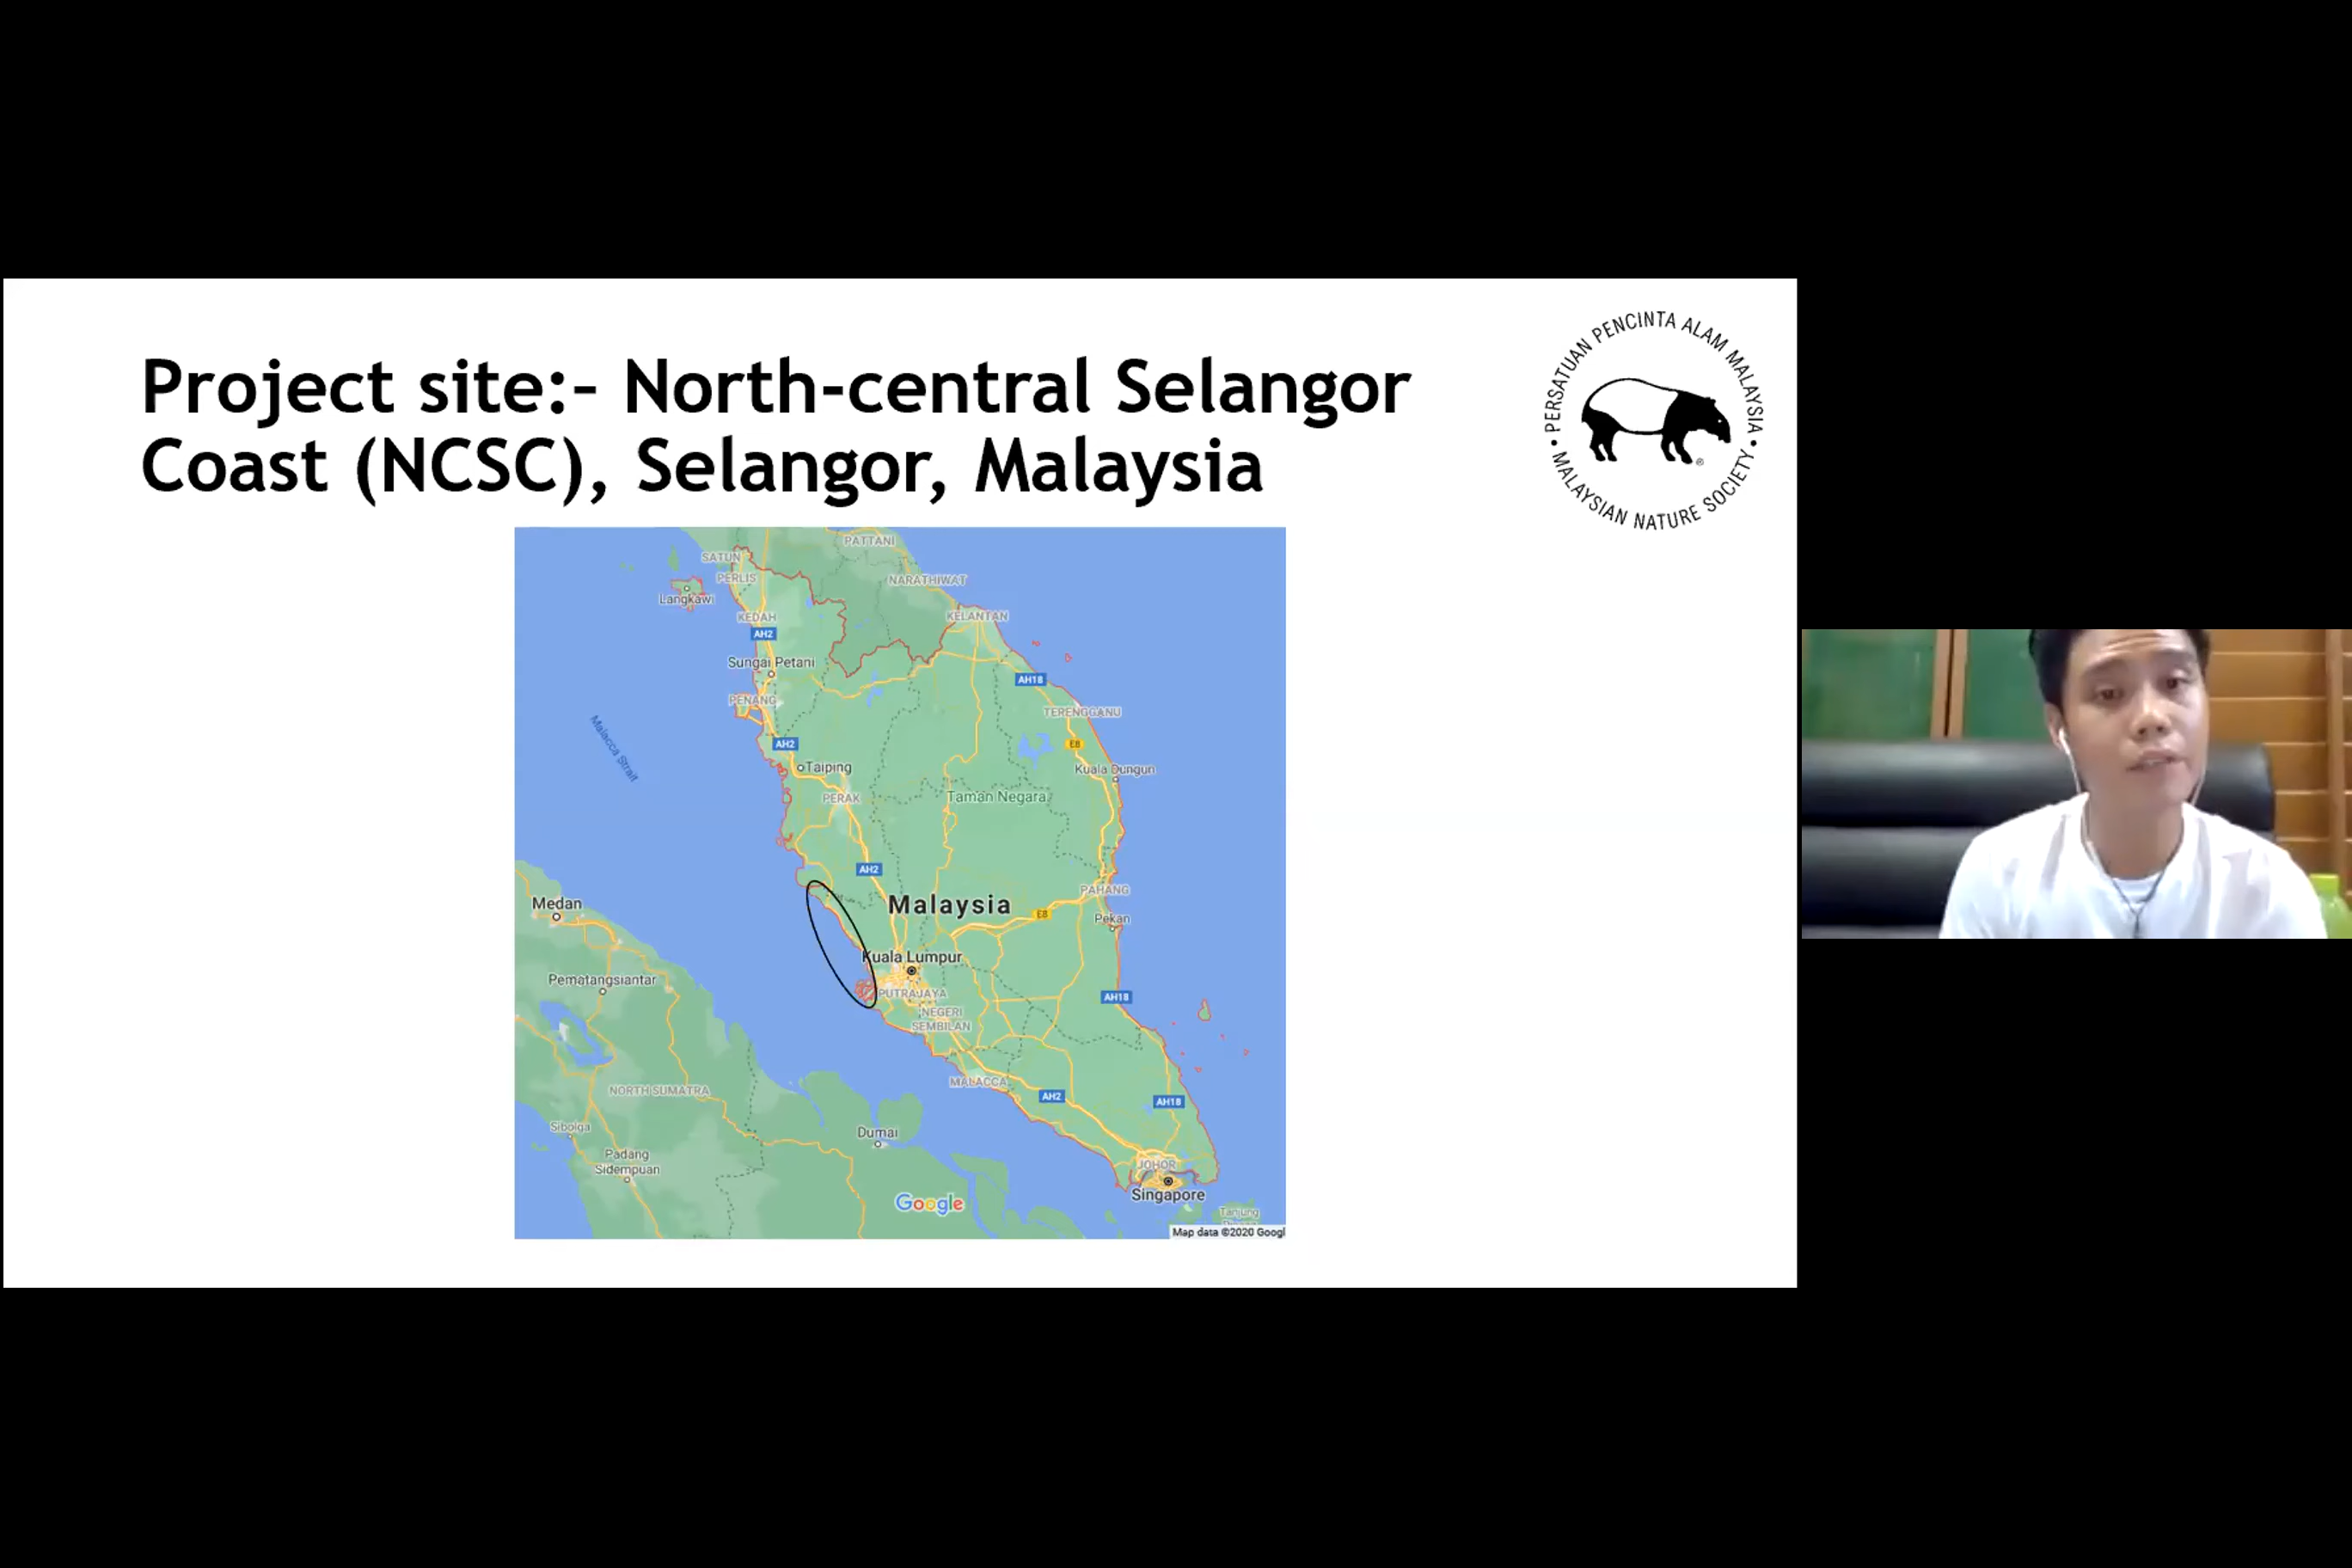 Project site:- North-central Selangor
Coast (NCSC), Selangor, Malaysia
• PERSATUAN PENCINTA ALAM MALAYSIA •
MALAYSIAN NATURE SOCIETY
®
PATTANI
SATUN
PERLIS
NARATHIWAT
Langkawi
KEDAH
KELANTAN
AH2
Sungai Petani
AH18
PENANG
TERENGGANU
Malacca Strait
AH2
E8
Taiping
Kuala Dungun
PERAK
Taman Negara
AH2
PAHANG
Medan
Malaysia
E8
Pekan
Kuala Lumpur
Pematangsiantar
PUTRAJAYA
AH18
NEGERI
SEMBILAN
MALACCA
NORTH SUMATRA
AH2
AH18
Sibolga
Dumai
Padang
Sidempuan
JOHOR
Singapore
Google
Tanjung
Map data ©2020 Googl